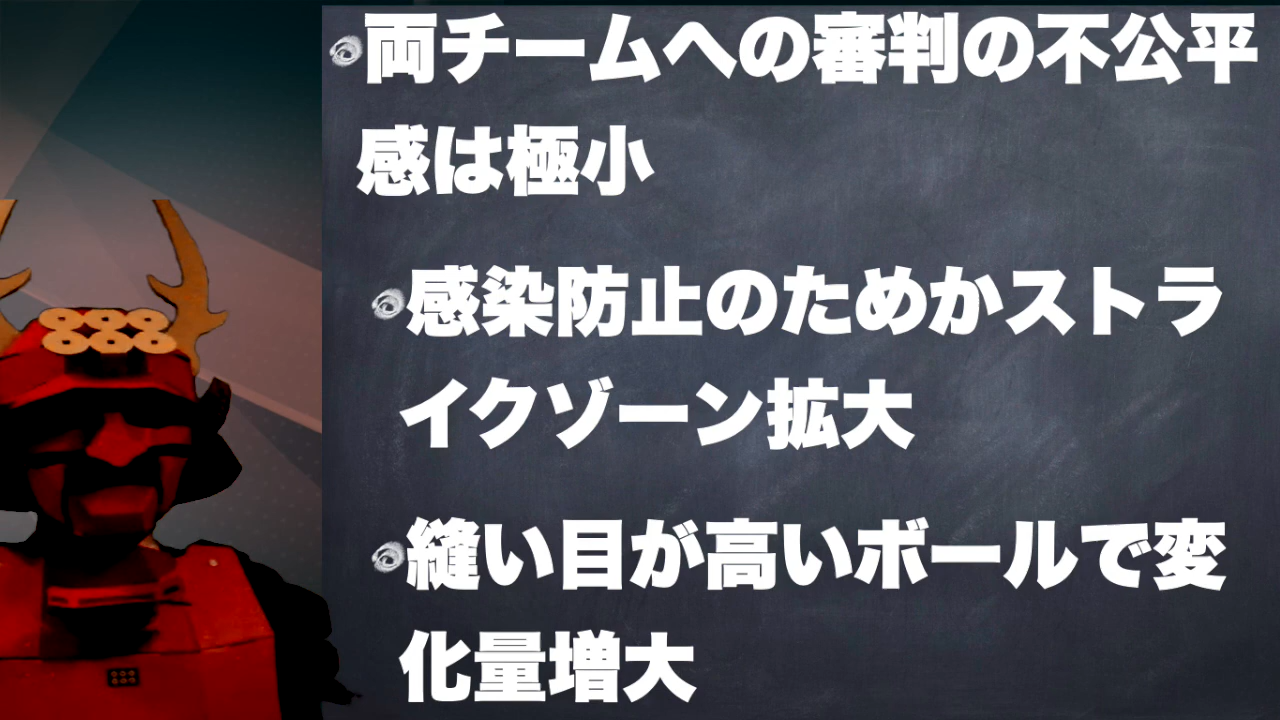 両チームへの審判の不公平
感は極小
感染防止のためかストラ
イクゾーン拡大
縫い目が高いボールで変
化量増大